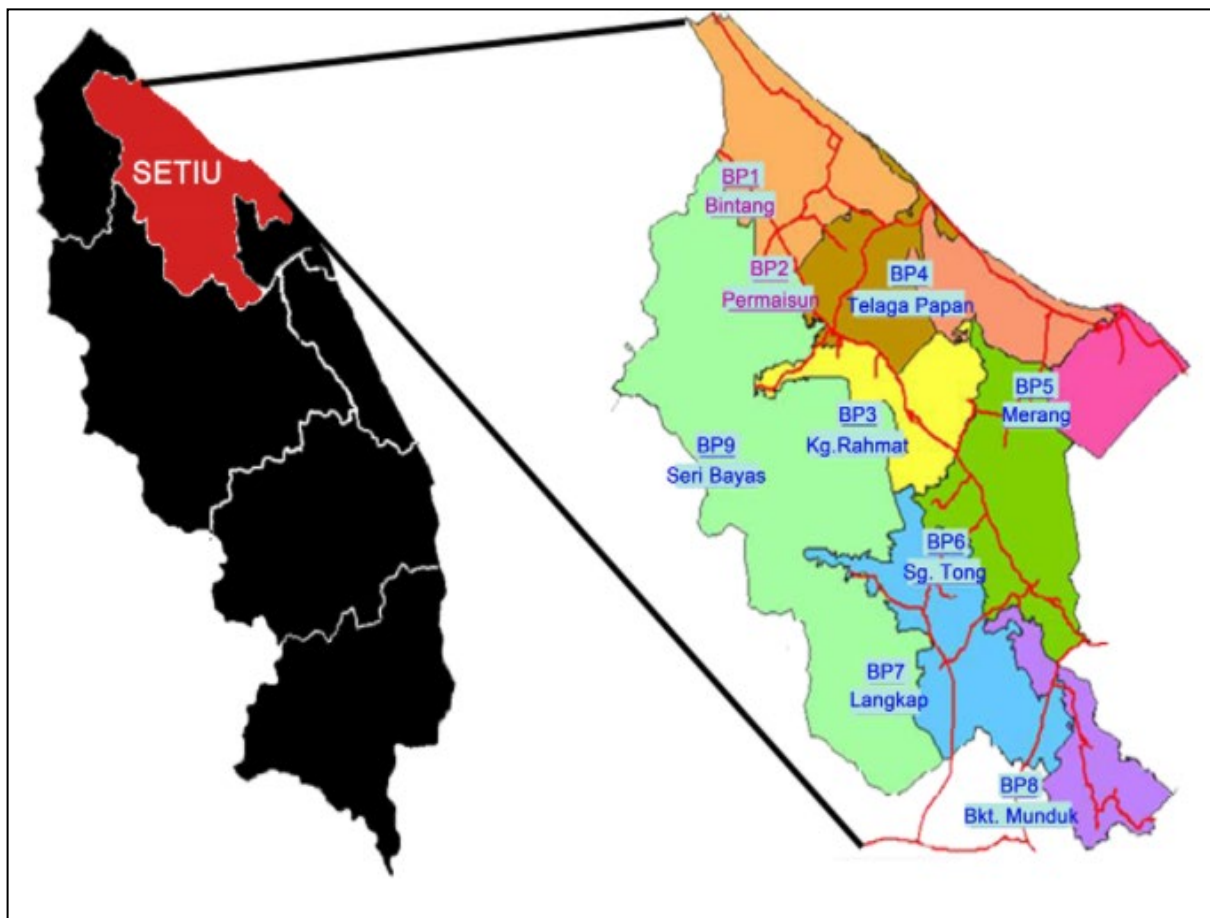 SETIU
BP1
Bintang
BP2
Permaisun
BP4
Telaga Papan
BP5
Merang
BP3
Kg.Rahmat
BP9
Seri Bayas
BP6
Sg. Tong
BP7
Langkap
BP8
Bkt. Munduk